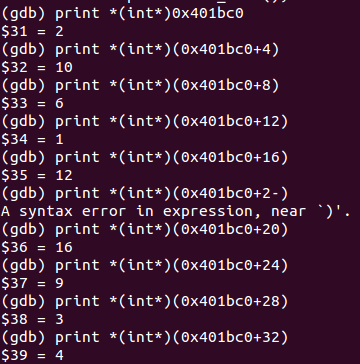 (gdb) print *(int*)0x401bc0
$31 = 2
(gdb) print *(int*)(0x401bc0+4)
$32 = 10
(gdb) print *(int*)(0x401bc0+8)
$33 = 6
(gdb) print *(int*)(0x401bc0+12)
$34 = 1
(gdb) print *(int*)(0x401bc0+16)
$35 = 12
(gdb) print *(int*)(0x401bc0+2-)
A syntax error in expression, near `)'.
(gdb) print *(int*)(0x401bc0+20)
$36 = 16
(gdb) print *(int*)(0x401bc0+24)
$37 = 9
(gdb) print *(int*)(0x401bc0+28)
$38 = 3
(gdb) print *(int*)(0x401bc0+32)
$39 = 4